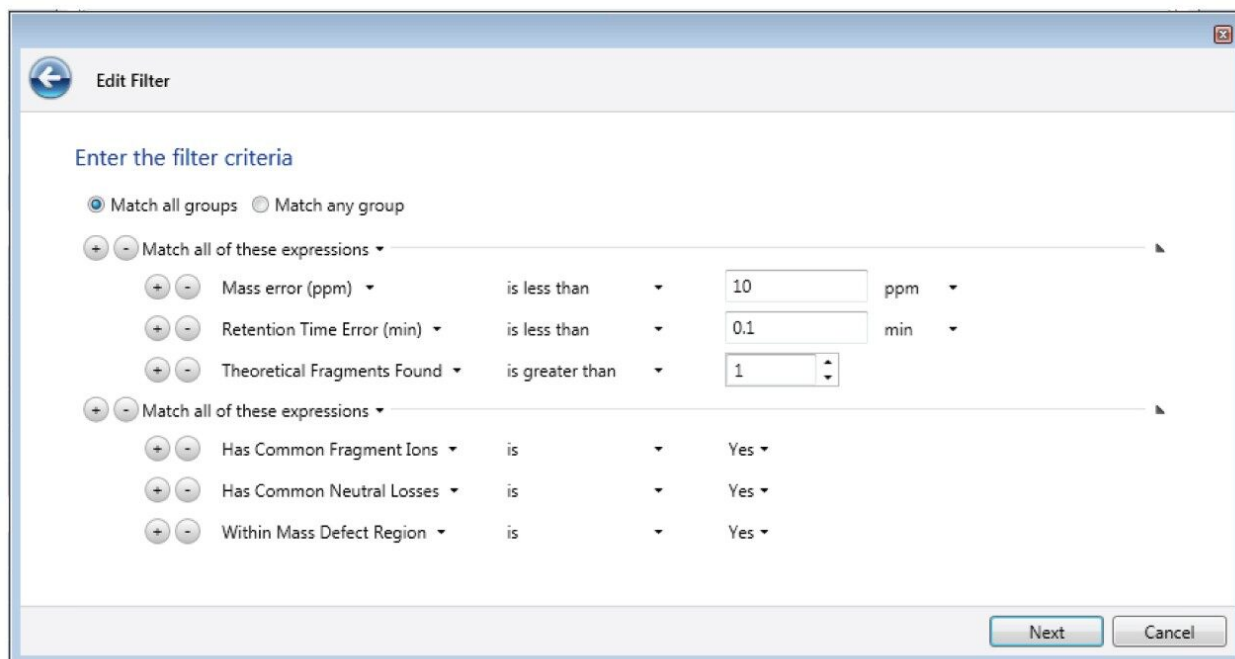 Edit Filter
Enter the filter criteria
Match all groups Match any group
+ - Match all of these expressions
+ - Mass error (ppm) is less than 10 ppm
+ - Retention Time Error (min) is less than 0.1 min
+ - Theoretical Fragments Found is greater than 1
+ - Match all of these expressions
+ - Has Common Fragment Ions is Yes
+ - Has Common Neutral Losses is Yes
+ - Within Mass Defect Region is Yes
Next Cancel